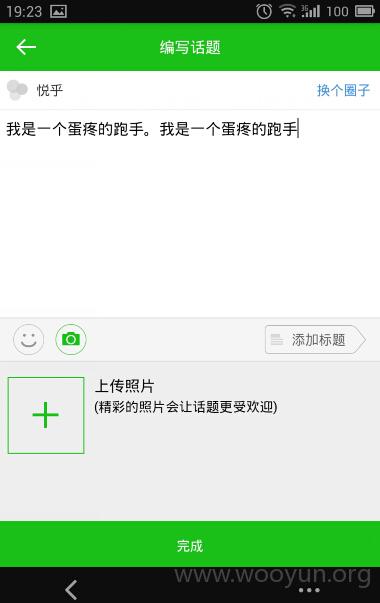 19:23
3G
100
编写话题
悦乎
换个圈子
我是一个蛋疼的跑手。我是一个蛋疼的跑手
添加标题
上传照片
(精彩的照片会让话题更受欢迎)
完成
www.wooyun.org